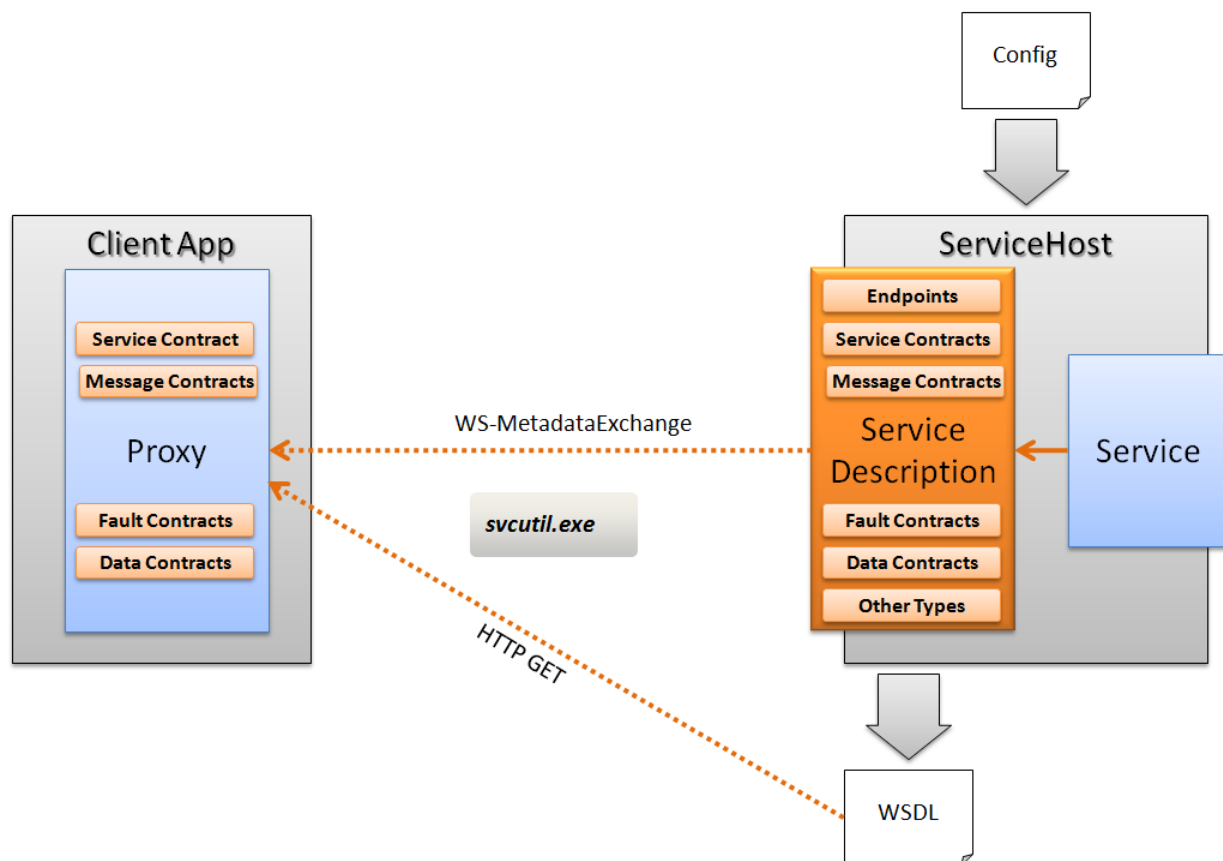 Config
Client App
Service Contract
Message Contracts
Proxy
Fault Contracts
Data Contracts
WS-MetadataExchange
svcutil.exe
HTTP GET
ServiceHost
Endpoints
Service Contracts
Message Contracts
Service
Description
Fault Contracts
Data Contracts
Other Types
Service
WSDL